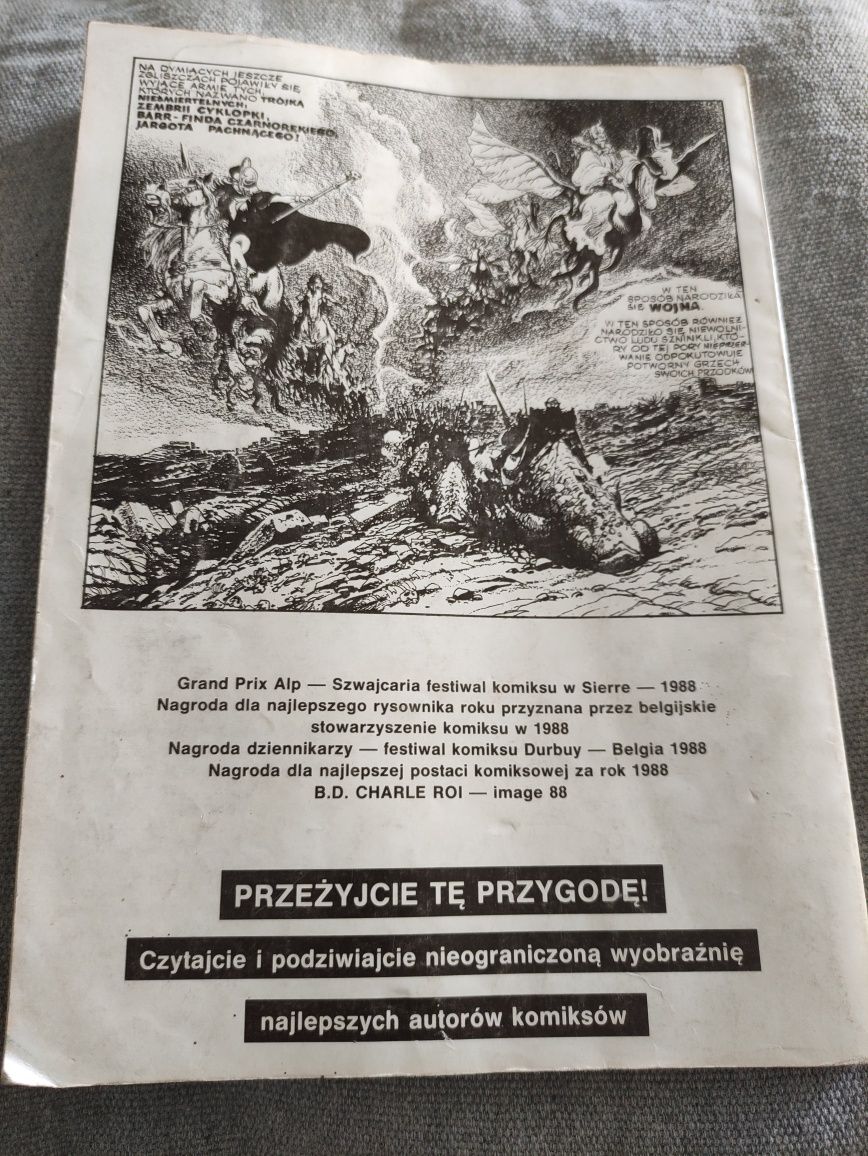 NA DYMIĄCYCH JESZCZE
ZGLISZCZACH POJAWIŁY SIĘ
WYJĄCE ARMIE TYCH,
KTÓRYCH NAZWANO TRÓJKĄ
NIEŚMIERTELNYCH,
ZEMBRII CYKLOPKI,
BARR-FINDA CZARNORĘKIEGO,
JARGOTA PACHNĄCEGO!
W TEN
SPOSÓB NARODZIŁA
SIĘ WOJNA.
W TEN SPOSÓB RÓWNIEŻ
NARODZIŁO SIĘ NIEWOLNI-
CTWO LUDU SZNINKLI, KTÓ-
RY OD TEJ PORY NIEPRZER-
WANIE ODPOKUTOWUJE
POTWORNY GRZECH
SWOICH PRZODKÓW
Grand Prix Alp — Szwajcaria festiwal komiksu w Sierre — 1988
Nagroda dla najlepszego rysownika roku przyznana przez belgijskie
stowarzyszenie komiksu w 1988
Nagroda dziennikarzy — festiwal komiksu Durbuy — Belgia 1988
Nagroda dla najlepszej postaci komiksowej za rok 1988
B.D. CHARLE ROI — image 88
PRZEŻYJCIE TĘ PRZYGODĘ!
Czytajcie i podziwiajcie nieograniczoną wyobraźnię
najlepszych autorów komiksów